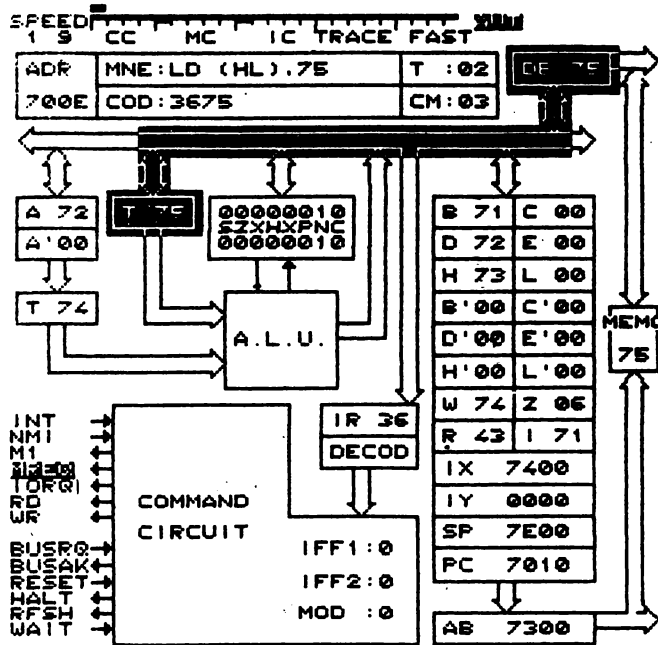 SPEED
1 9 CC MC IC TRACE FAST
ADR MNE:LD (HL).75 T :02
700E COD:3675 CM:03
DB 75
A 72
A'00
T 74
T 75
00000010
SZXHXPNC
00000010
A.L.U.
B 71 C 00
D 72 E 00
H 73 L 00
B'00 C'00
D'00 E'00
H'00 L'00
W 74 Z 06
R 43 I 71
IX 7400
IY 0000
SP 7E00
PC 7010
AB 7300
MEMO
75
IR 36
DECOD
INT
NMI
M1
TORQ
RD
WR
BUSRQ
BUSAK
RESET
HALT
RFSH
WAIT
COMMAND
CIRCUIT
IFF1:0
IFF2:0
MOD :0